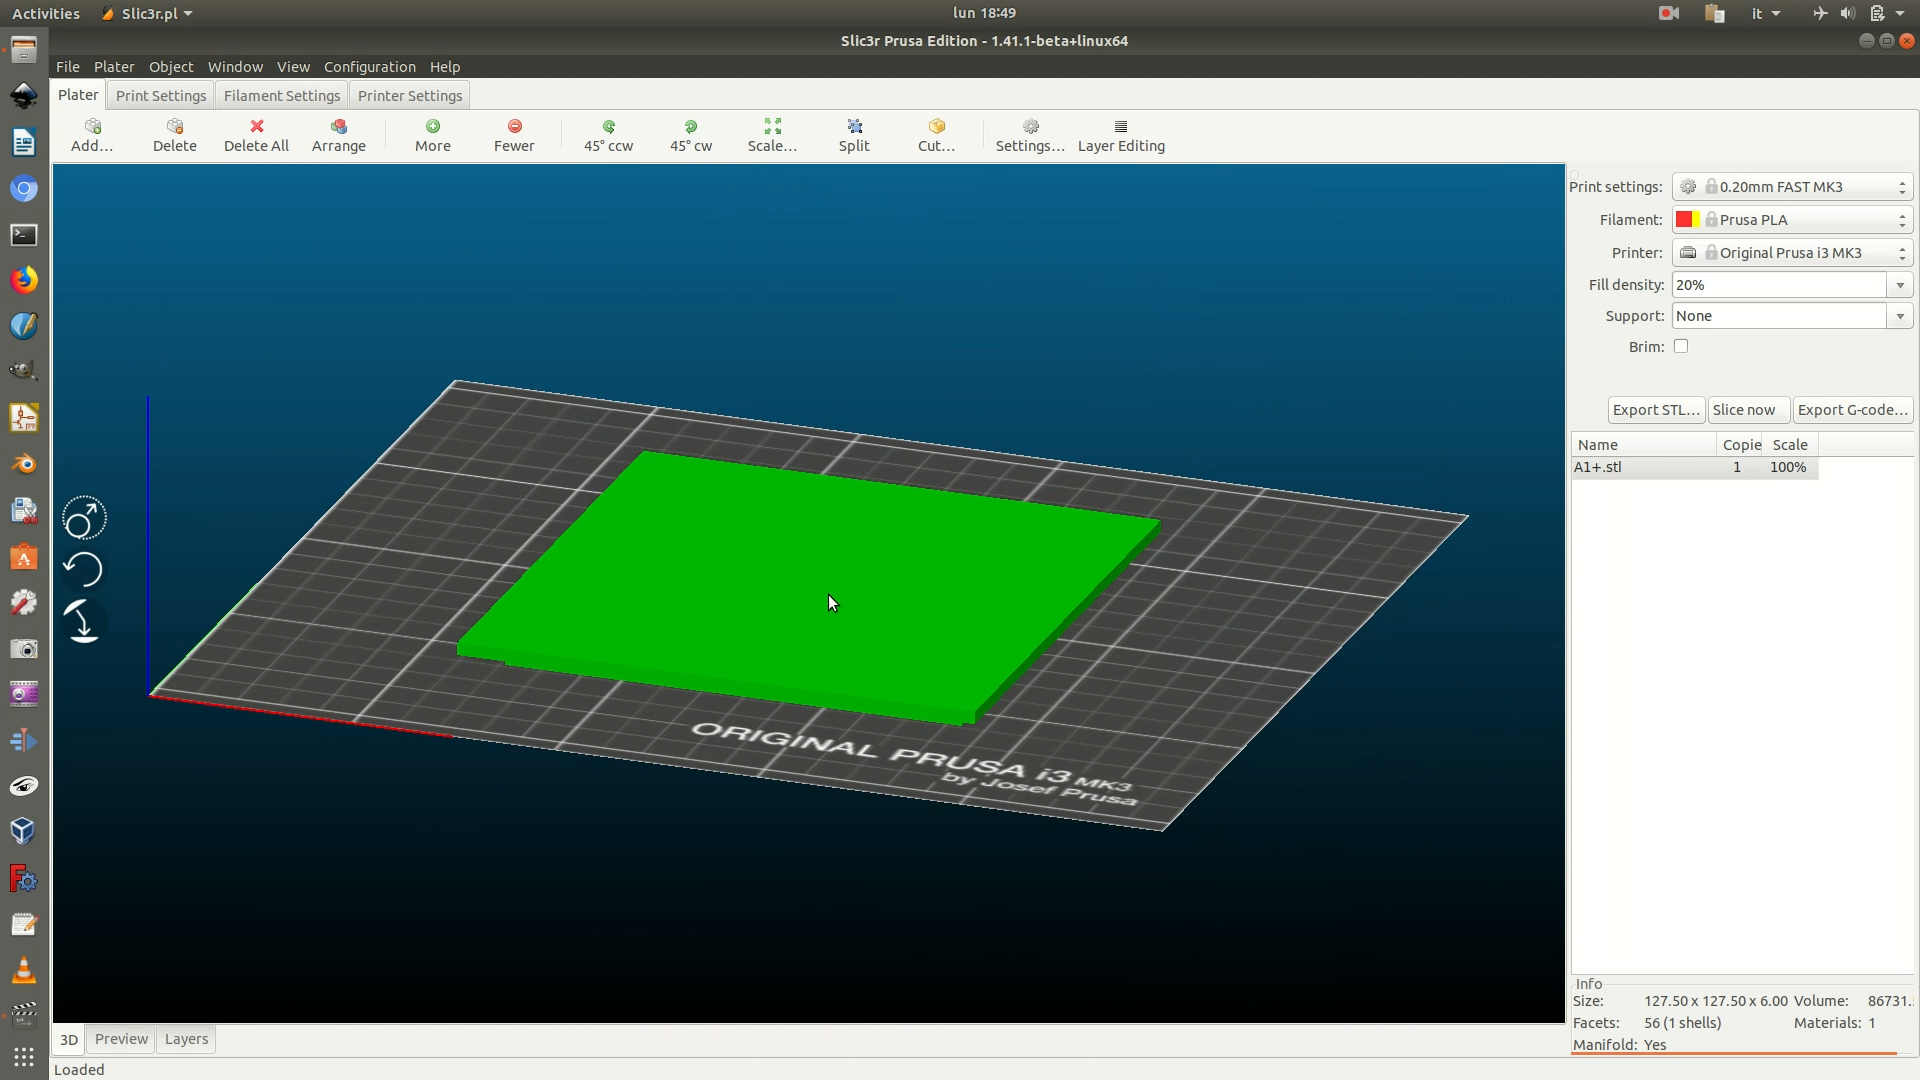 Activities Slic3r.pl lun 18:49 it
Slic3r Prusa Edition - 1.41.1-beta+linux64
File Plater Object Window View Configuration Help
Plater Print Settings Filament Settings Printer Settings
Add… Delete Delete All Arrange More Fewer 45° ccw 45° cw Scale… Split Cut… Settings… Layer Editing
Print settings: 0.20mm FAST MK3
Filament: Prusa PLA
Printer: Original Prusa i3 MK3
Fill density: 20%
Support: None
Brim:
Export STL… Slice now Export G-code…
Name Copie Scale
A1+.stl 1 100%
ORIGINAL PRUSA i3 MK3
by Josef Prusa
Info
Size: 127.50 x 127.50 x 6.00 Volume: 86731.
Facets: 56 (1 shells) Materials: 1
Manifold: Yes
3D Preview Layers
Loaded